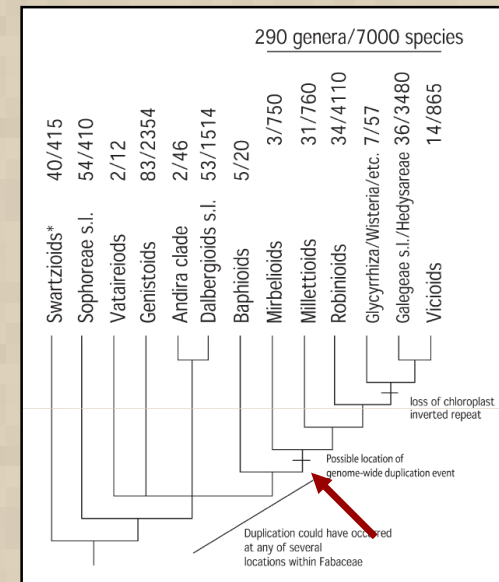 290 genera/7000 species
Swartzioids* 40/415
Sophoreae s.l. 54/410
Vataireiods 2/12
Genistoids 83/2354
Andira clade 2/46
Dalbergioids s.l. 53/1514
Baphioids 5/20
Mirbelioids 3/750
Millettioids 31/760
Robinioids 34/4110
Glycyrrhiza/Wisteria/etc. 7/57
Galegeae s.l./Hedysareae 36/3480
Vicioids 14/865
loss of chloroplast
inverted repeat
Possible location of
genome-wide duplication event
Duplication could have occurred
at any of several
locations within Fabaceae